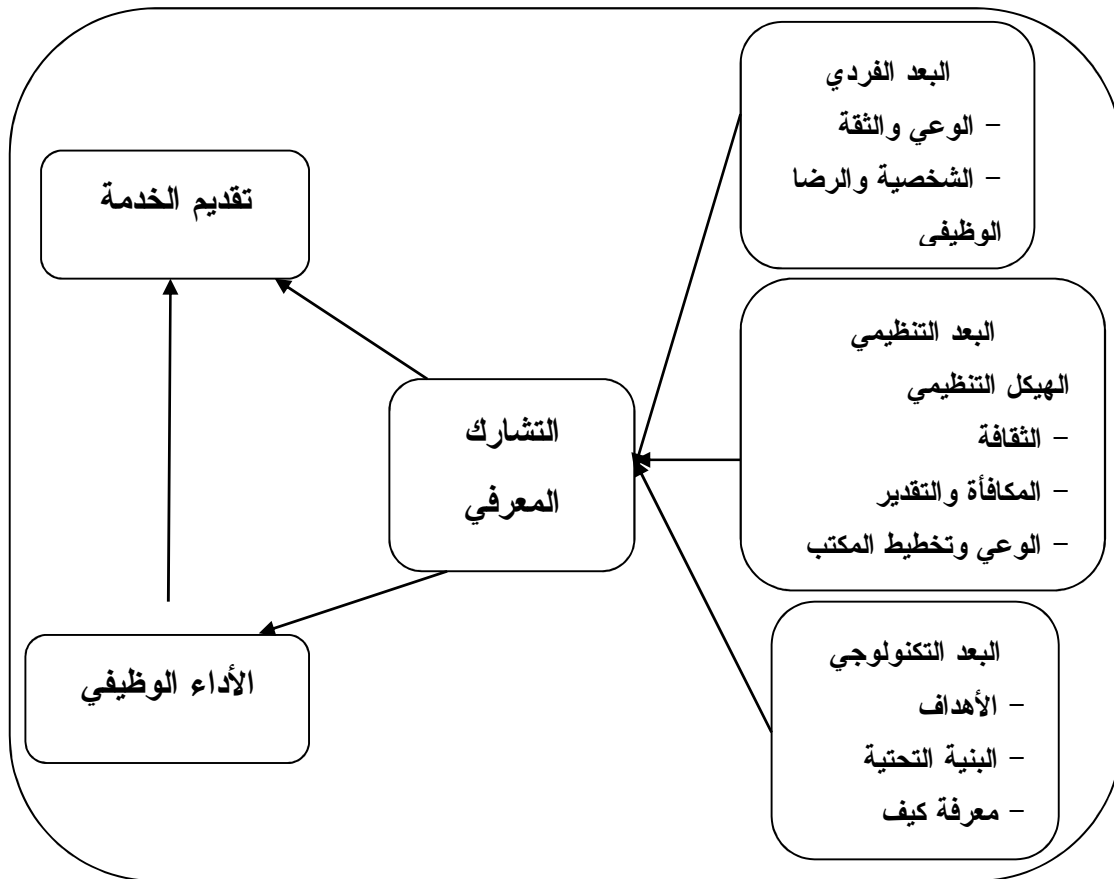 البعد الفردي
– الوعي والثقة
– الشخصية والرضا
الوظيفي
تقديم الخدمة
البعد التنظيمي
الهيكل التنظيمي
– الثقافة
– المكافأة والتقدير
– الوعي وتخطيط المكتب
التشارك
المعرفي
البعد التكنولوجي
– الأهداف
– البنية التحتية
– معرفة كيف
الأداء الوظيفي